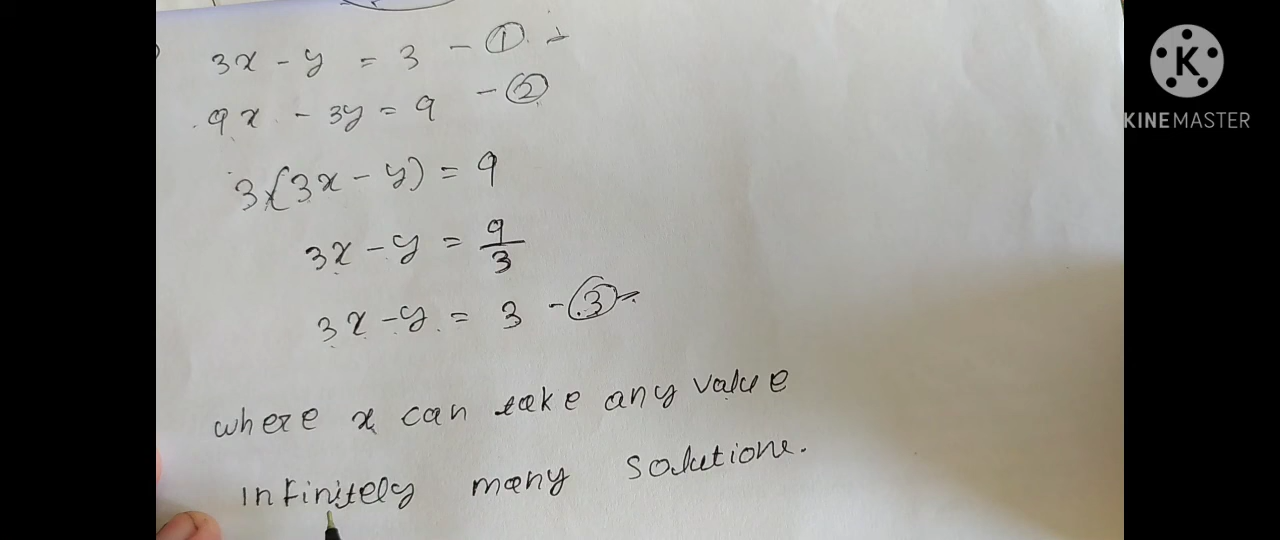 3x - y = 3 - ①
9x - 3y = 9 - ②
3(3x - y) = 9
3x - y = 9/3
3x - y = 3 - ③
where x can take any value
Infinitely many solutions.
K
KINEMASTER